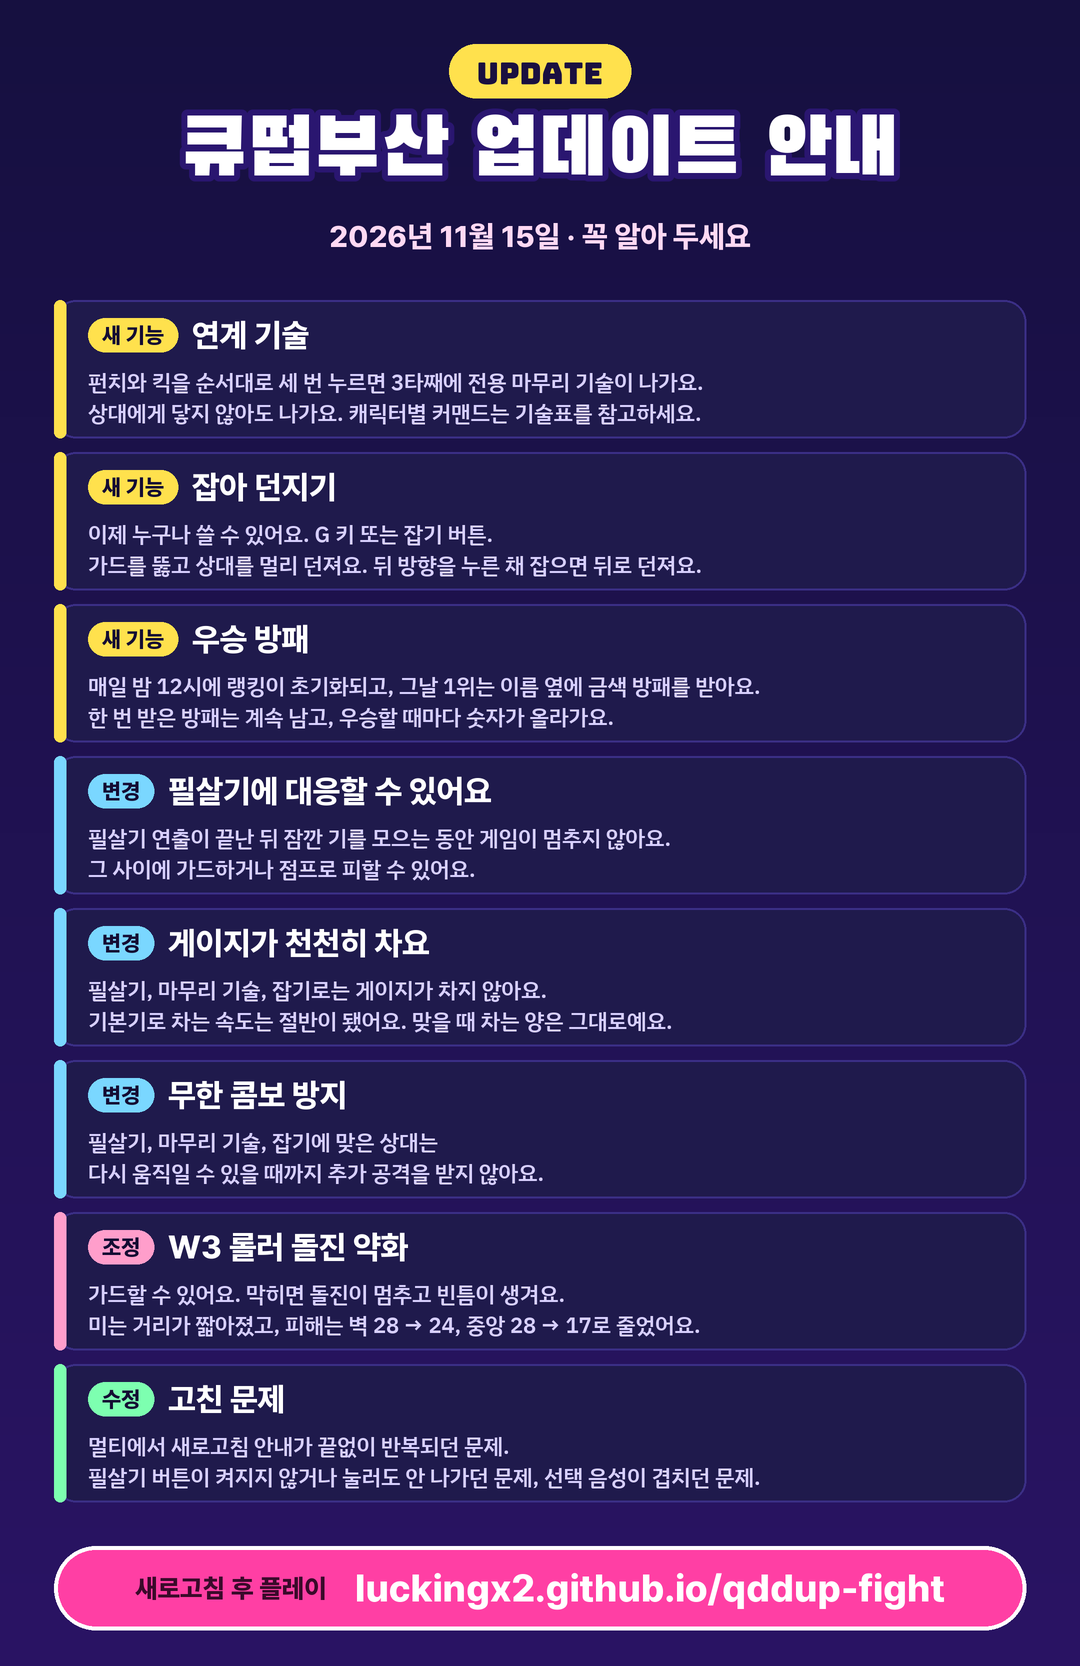 UPDATE
큐떱부산 업데이트 안내
2026년 11월 15일 · 꼭 알아 두세요
새 기능 연계 기술
펀치와 킥을 순서대로 세 번 누르면 3타째에 전용 마무리 기술이 나가요.
상대에게 닿지 않아도 나가요. 캐릭터별 커맨드는 기술표를 참고하세요.
새 기능 잡아 던지기
이제 누구나 쓸 수 있어요. G 키 또는 잡기 버튼.
가드를 뚫고 상대를 멀리 던져요. 뒤 방향을 누른 채 잡으면 뒤로 던져요.
새 기능 우승 방패
매일 밤 12시에 랭킹이 초기화되고, 그날 1위는 이름 옆에 금색 방패를 받아요.
한 번 받은 방패는 계속 남고, 우승할 때마다 숫자가 올라가요.
변경 필살기에 대응할 수 있어요
필살기 연출이 끝난 뒤 잠깐 기를 모으는 동안 게임이 멈추지 않아요.
그 사이에 가드하거나 점프로 피할 수 있어요.
변경 게이지가 천천히 차요
필살기, 마무리 기술, 잡기로는 게이지가 차지 않아요.
기본기로 차는 속도는 절반이 됐어요. 맞을 때 차는 양은 그대로예요.
변경 무한 콤보 방지
필살기, 마무리 기술, 잡기에 맞은 상대는
다시 움직일 수 있을 때까지 추가 공격을 받지 않아요.
조정 W3 롤러 돌진 약화
가드할 수 있어요. 막히면 돌진이 멈추고 빈틈이 생겨요.
미는 거리가 짧아졌고, 피해는 벽 28 → 24, 중앙 28 → 17로 줄었어요.
수정 고친 문제
멀티에서 새로고침 안내가 끝없이 반복되던 문제.
필살기 버튼이 켜지지 않거나 눌러도 안 나가던 문제, 선택 음성이 겹치던 문제.
새로고침 후 플레이 luckingx2.github.io/qddup-fight